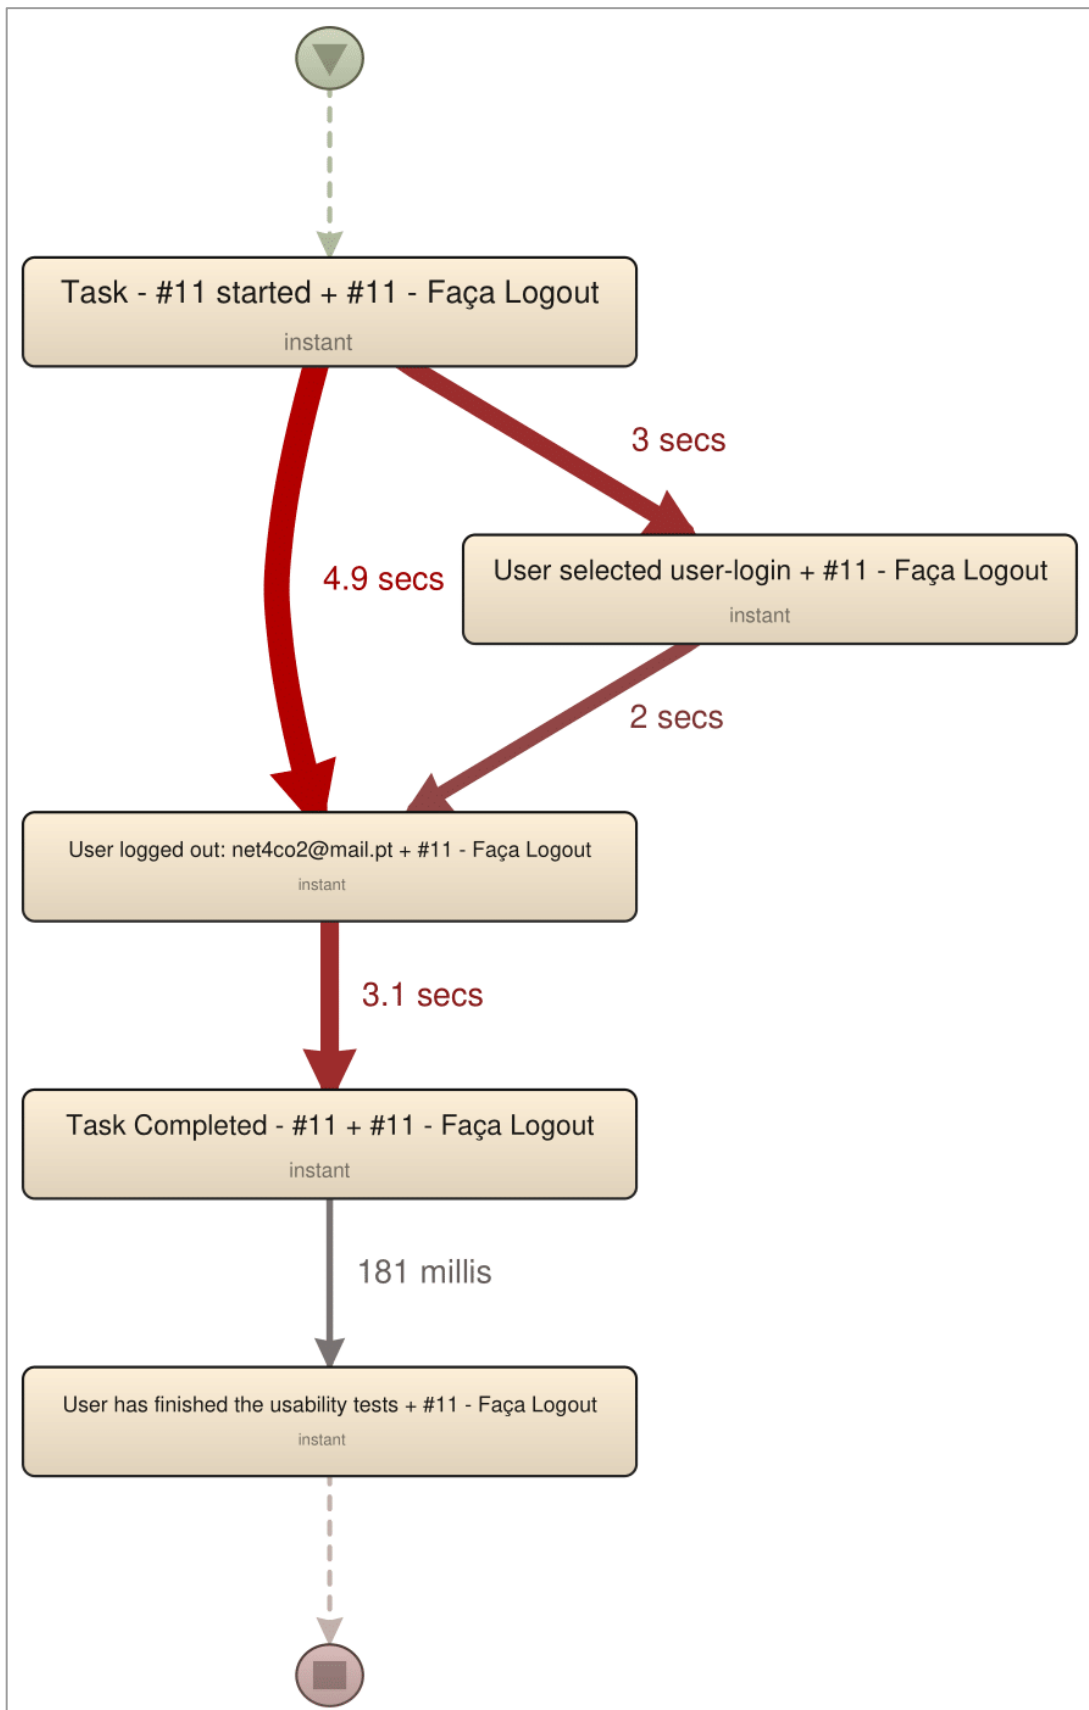 Task - #11 started + #11 - Faça Logout
instant
3 secs
4.9 secs
User selected user-login + #11 - Faça Logout
instant
2 secs
User logged out: net4co2@mail.pt + #11 - Faça Logout
instant
3.1 secs
Task Completed - #11 + #11 - Faça Logout
instant
181 millis
User has finished the usability tests + #11 - Faça Logout
instant